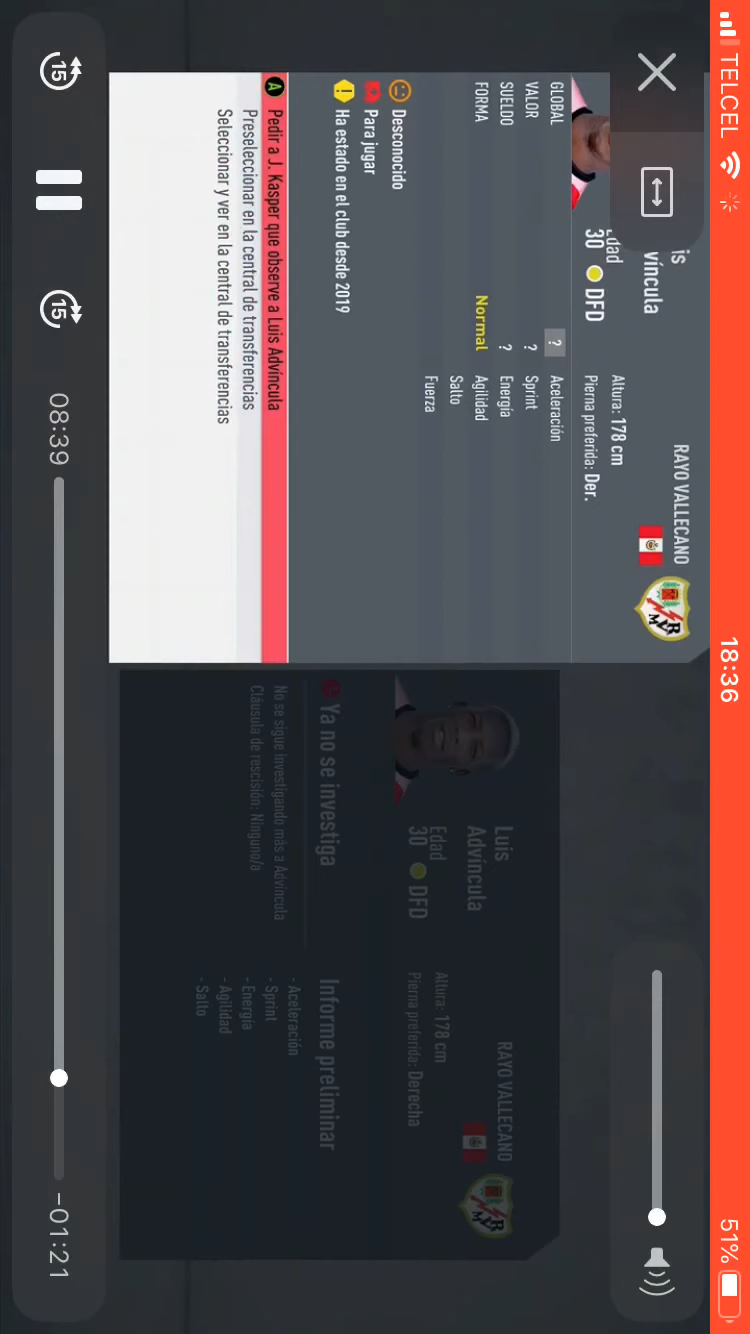 TELCEL
18:36
51%
is
víncula
Edad
30 DFD
RAYO VALLECANO
Altura: 178 cm
Pierna preferida: Der.
GLOBAL ?
VALOR ?
SUELDO ?
FORMA Normal
Aceleración
Sprint
Energía
Agilidad
Salto
Fuerza
Desconocido
Para jugar
Ha estado en el club desde 2019
A Pedir a J. Kasper que observe a Luis Advíncula
Preseleccionar en la central de transferencias
Seleccionar y ver en la central de transferencias
Luis
Advíncula
Edad
30 DFD
RAYO VALLECANO
Altura: 178 cm
Pierna preferida: Derecha
Ya no se investiga
No se sigue investigando más a Advíncula
Cláusula de rescisión: Ninguno/a
Informe preliminar
- Aceleración
- Sprint
- Energía
- Agilidad
- Salto
15
15
08:39
-01:21